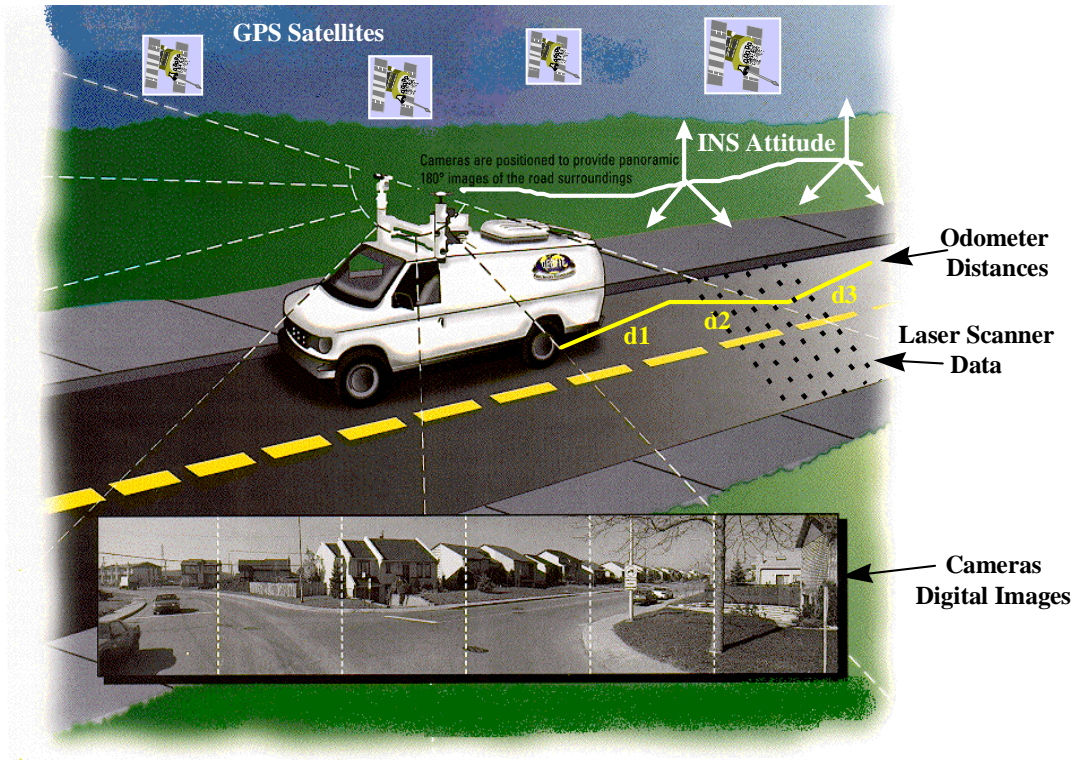 GPS Satellites
INS Attitude
Cameras are positioned to provide panoramic
180° images of the road surroundings
Odometer
Distances
d1
d2
d3
Laser Scanner
Data
Cameras
Digital Images